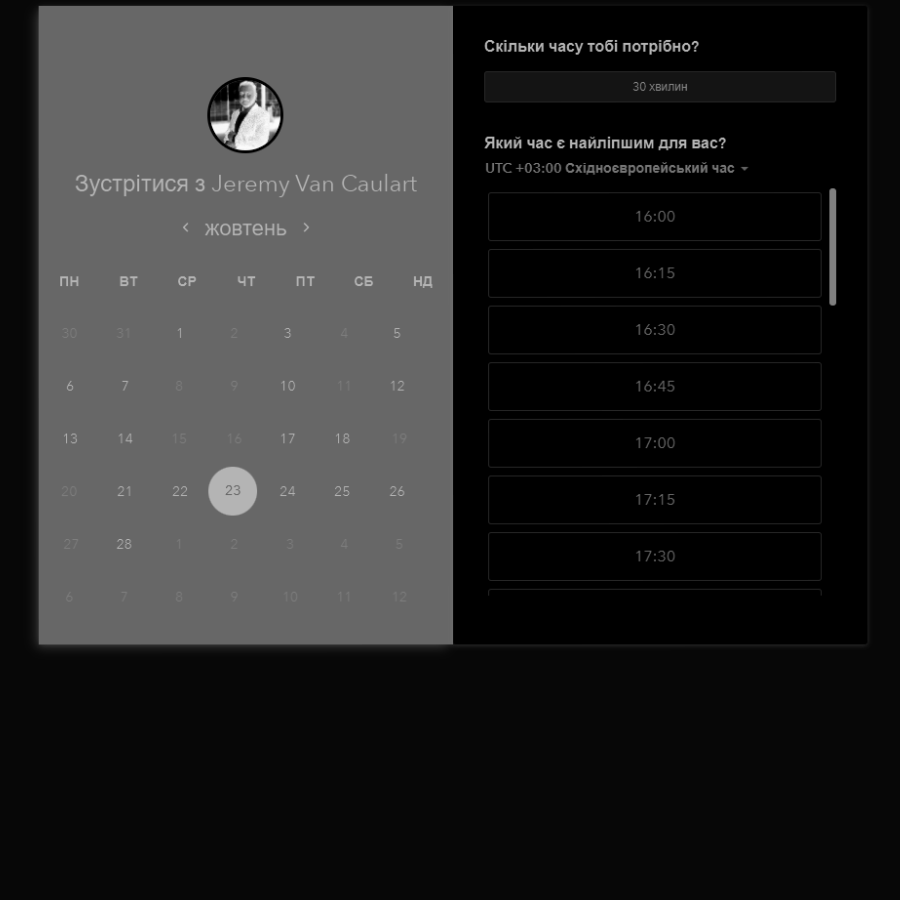 Зустрітися з Jeremy Van Caulart
жовтень
ПН ВТ СР ЧТ ПТ СБ НД
30 31 1 2 3 4 5
6 7 8 9 10 11 12
13 14 15 16 17 18 19
20 21 22 23 24 25 26
27 28 1 2 3 4 5
6 7 8 9 10 11 12
Скільки часу тобі потрібно?
30 хвилин
Який час є найліпшим для вас?
UTC +03:00 Східноєвропейський час
16:00
16:15
16:30
16:45
17:00
17:15
17:30